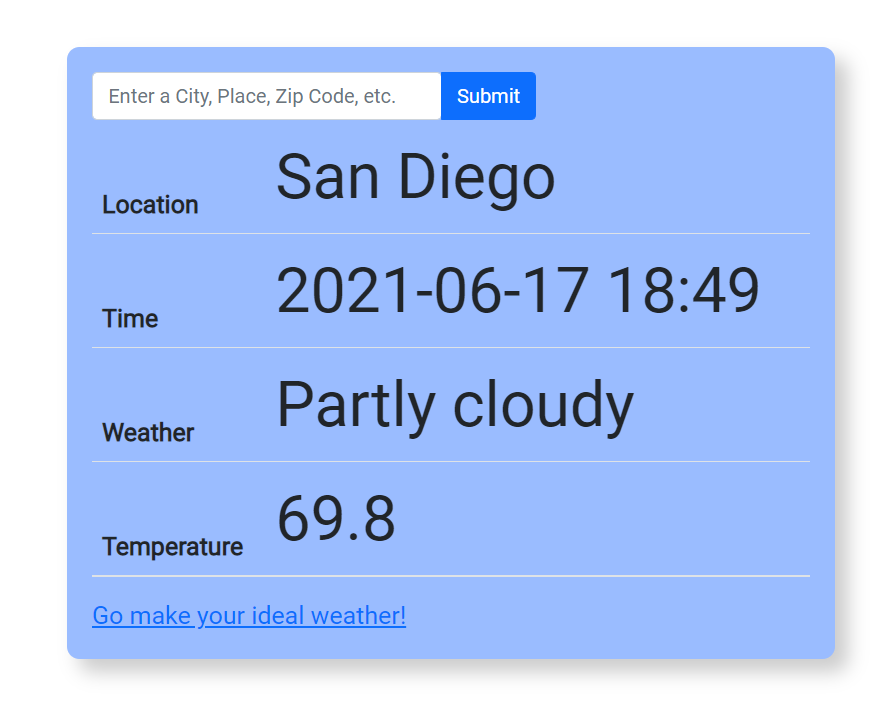 Enter a City, Place, Zip Code, etc. Submit
Location San Diego
Time 2021-06-17 18:49
Weather Partly cloudy
Temperature 69.8
Go make your ideal weather!